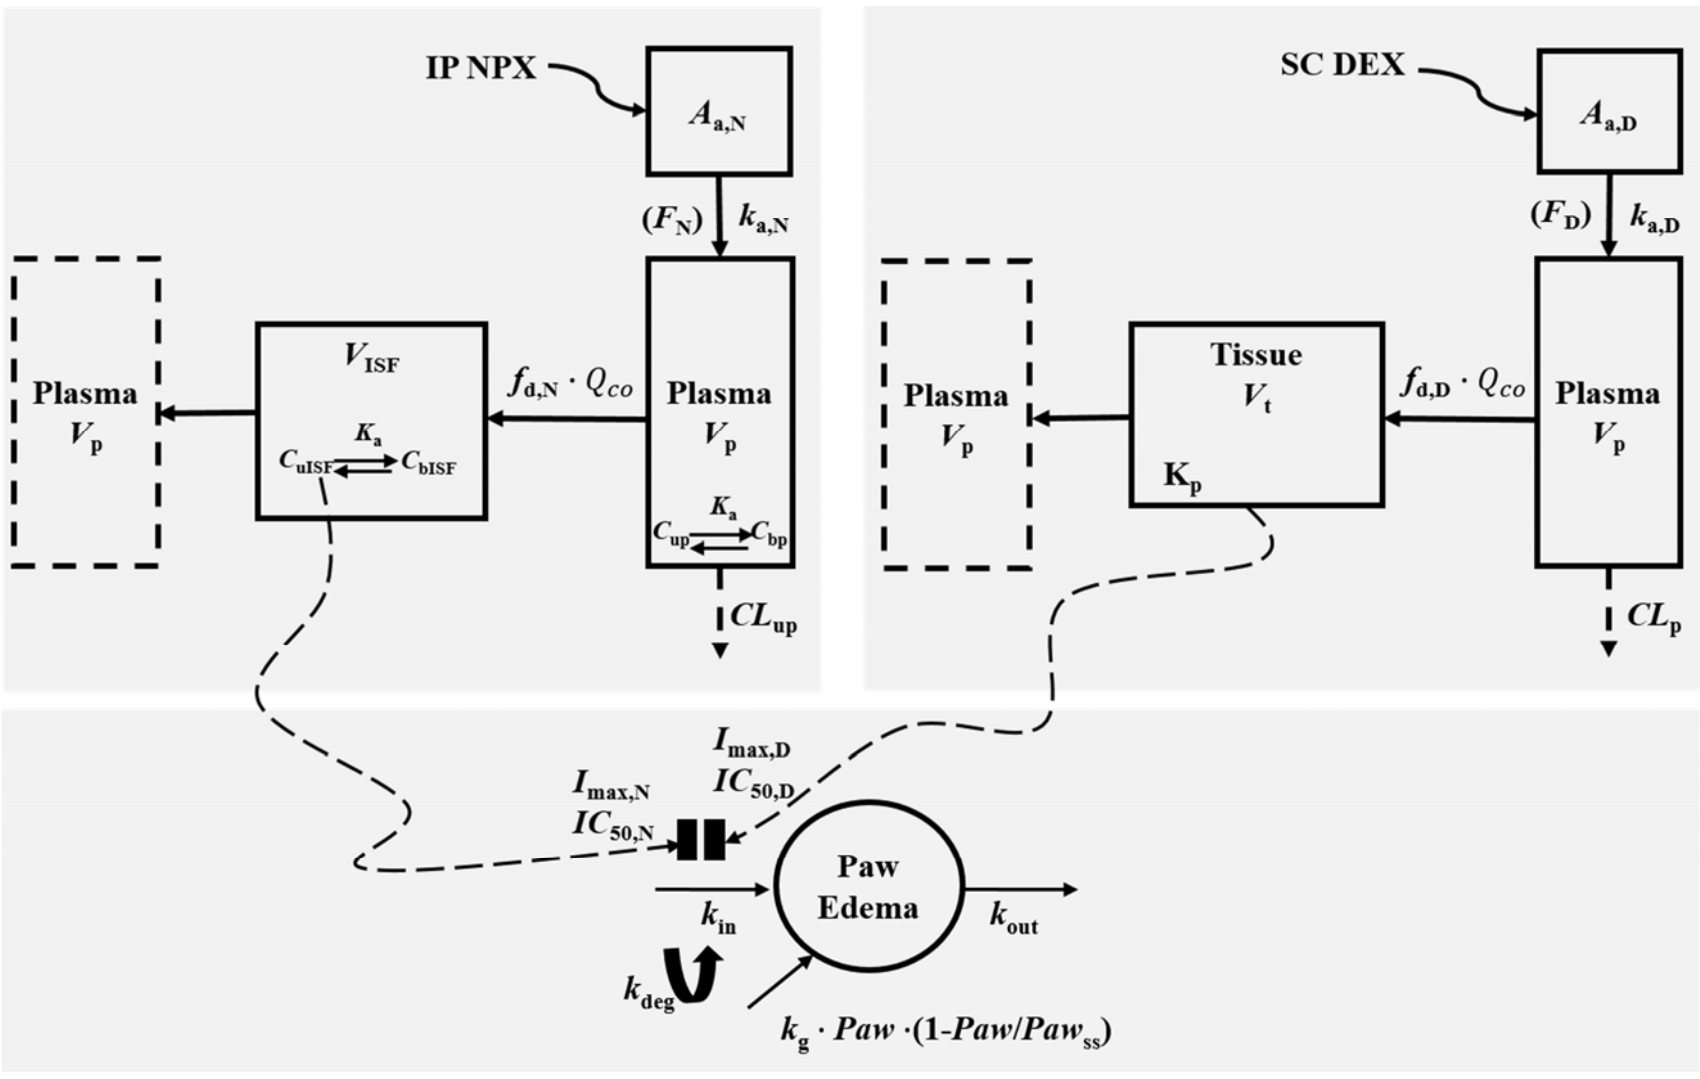 IP NPX
Aa,N
(FN) ka,N
Plasma
Vp
VISF
Ka
CuISF CbISF
fd,N · Qco
Plasma
Vp
Ka
Cup Cbp
CLup
SC DEX
Aa,D
(FD) ka,D
Plasma
Vp
Tissue
Vt
Kp
fd,D · Qco
Plasma
Vp
CLp
Imax,D
IC50,D
Imax,N
IC50,N
Paw
Edema
kin
kout
kdeg
kg · Paw ·(1-Paw/Pawss)